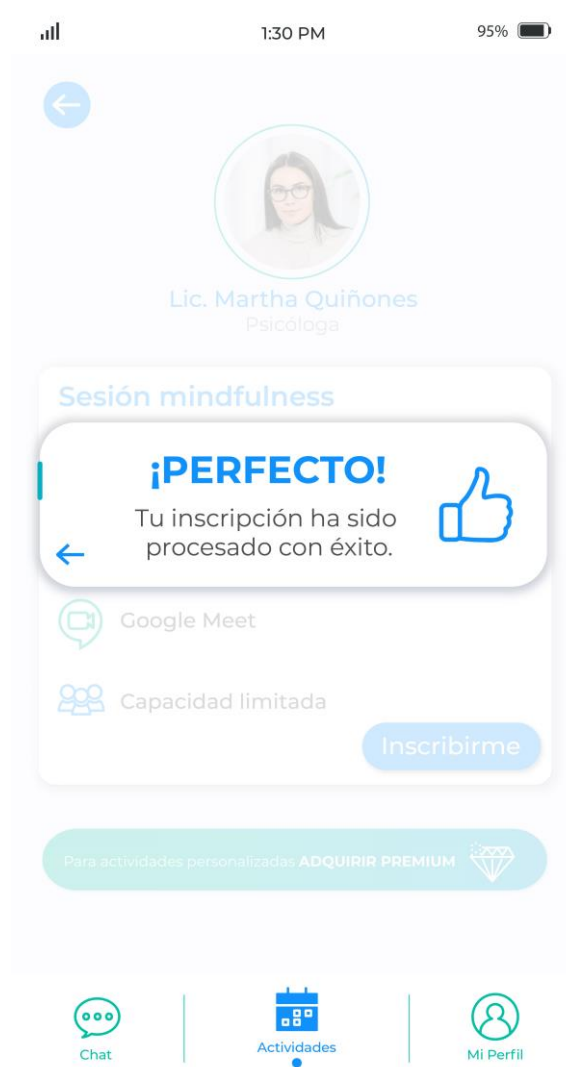 1:30 PM
95%
Lic. Martha Quiñones
Psicóloga
Sesión mindfulness
¡PERFECTO!
Tu inscripción ha sido
procesado con éxito.
Google Meet
Capacidad limitada
Inscribirme
Para actividades personalizadas ADQUIRIR PREMIUM
Chat
Actividades
Mi Perfil